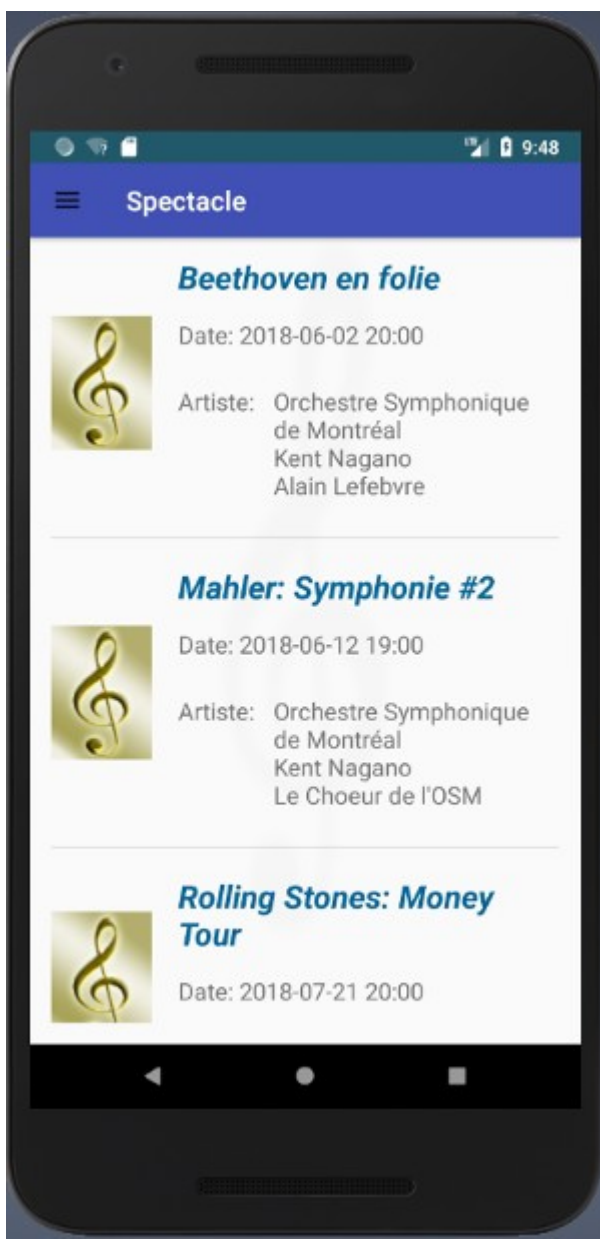 9:48
Spectacle
Beethoven en folie
Date: 2018-06-02 20:00
Artiste: Orchestre Symphonique
de Montréal
Kent Nagano
Alain Lefebvre
Mahler: Symphonie #2
Date: 2018-06-12 19:00
Artiste: Orchestre Symphonique
de Montréal
Kent Nagano
Le Choeur de l'OSM
Rolling Stones: Money
Tour
Date: 2018-07-21 20:00